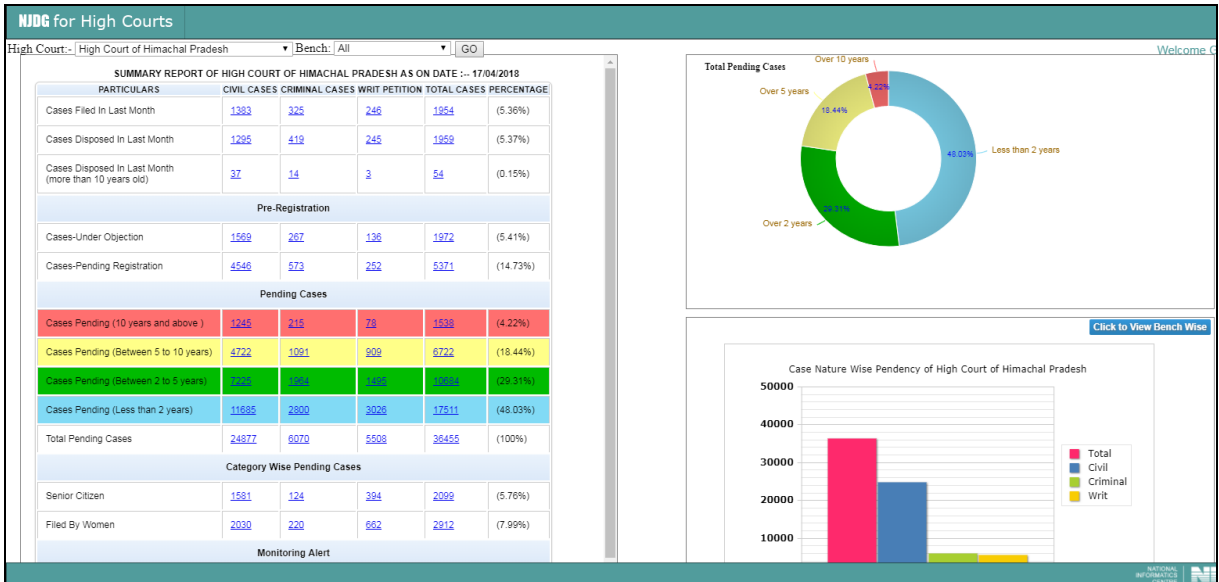 NJDG for High Courts
High Court:- High Court of Himachal Pradesh Bench: All GO
Welcome G
SUMMARY REPORT OF HIGH COURT OF HIMACHAL PRADESH AS ON DATE :-- 17/04/2018
PARTICULARS CIVIL CASES CRIMINAL CASES WRIT PETITION TOTAL CASES PERCENTAGE
Cases Filed In Last Month 1383 325 246 1954 (5.36%)
Cases Disposed In Last Month 1295 419 245 1959 (5.37%)
Cases Disposed In Last Month
(more than 10 years old) 37 14 3 54 (0.15%)
Pre-Registration
Cases-Under Objection 1569 267 136 1972 (5.41%)
Cases-Pending Registration 4546 573 252 5371 (14.73%)
Pending Cases
Cases Pending (10 years and above ) 1245 215 78 1538 (4.22%)
Cases Pending (Between 5 to 10 years) 4722 1091 909 6722 (18.44%)
Cases Pending (Between 2 to 5 years) 7225 1964 1495 10684 (29.31%)
Cases Pending (Less than 2 years) 11685 2800 3026 17511 (48.03%)
Total Pending Cases 24877 6070 5508 36455 (100%)
Category Wise Pending Cases
Senior Citizen 1581 124 394 2099 (5.76%)
Filed By Women 2030 220 662 2912 (7.99%)
Monitoring Alert
Total Pending Cases
Over 10 years
4.22%
Over 5 years
18.44%
48.03%
Less than 2 years
29.31%
Over 2 years
Click to View Bench Wise
Case Nature Wise Pendency of High Court of Himachal Pradesh
50000
40000
30000
20000
10000
Total
Civil
Criminal
Writ
NATIONAL
INFORMATICS
CENTRE